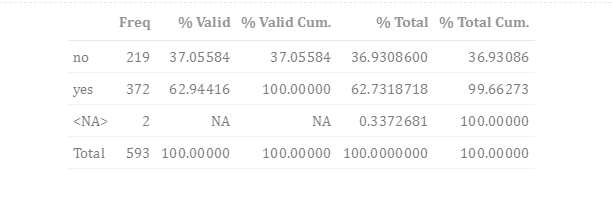 Freq % Valid % Valid Cum. % Total % Total Cum.
no 219 37.05584 37.05584 36.9308600 36.93086
yes 372 62.94416 100.00000 62.7318718 99.66273
<NA> 2 NA NA 0.3372681 100.00000
Total 593 100.00000 100.00000 100.0000000 100.00000